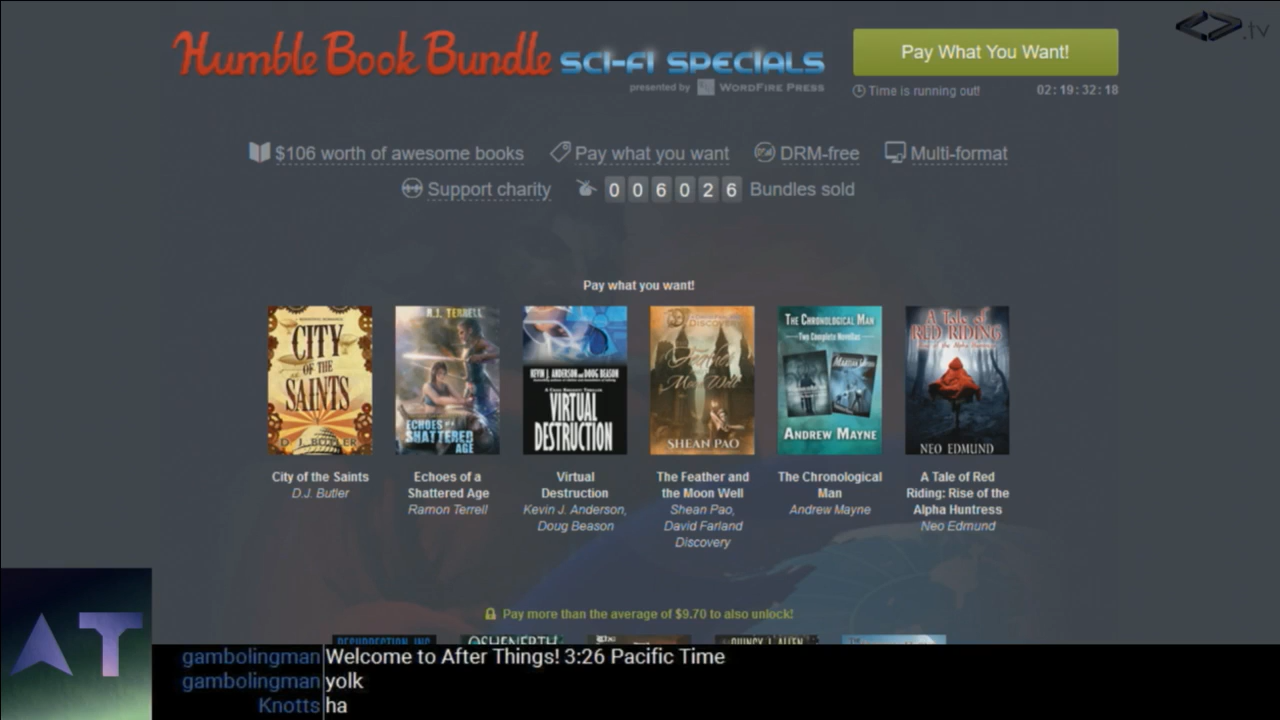 Humble Book Bundle SCI-FI SPECIALS
presented by WORDFIRE PRESS
Pay What You Want!
Time is running out! 02:19:32:18
.tv
$106 worth of awesome books Pay what you want DRM-free Multi-format
Support charity 006026 Bundles sold
Pay what you want!
CITY OF THE SAINTS
D. J. BUTLER
R.J. TERRELL
ECHOES OF A SHATTERED AGE
KEVIN J. ANDERSON AND DOUG BEASON
VIRTUAL DESTRUCTION
SHEAN PAO
THE CHRONOLOGICAL MAN
Two Complete Novellas
ANDREW MAYNE
A Tale of
RED RIDING
NEO EDMUND
City of the Saints
D.J. Butler
Echoes of a
Shattered Age
Ramon Terrell
Virtual
Destruction
Kevin J. Anderson,
Doug Beason
The Feather and
the Moon Well
Shean Pao,
David Farland
Discovery
The Chronological
Man
Andrew Mayne
A Tale of Red
Riding: Rise of the
Alpha Huntress
Neo Edmund
Pay more than the average of $9.70 to also unlock!
RESURRECTION, INC.
OSHENERTH
QUINCY J. ALLEN
AT
gambolingman Welcome to After Things! 3:26 Pacific Time
gambolingman yolk
Knotts ha